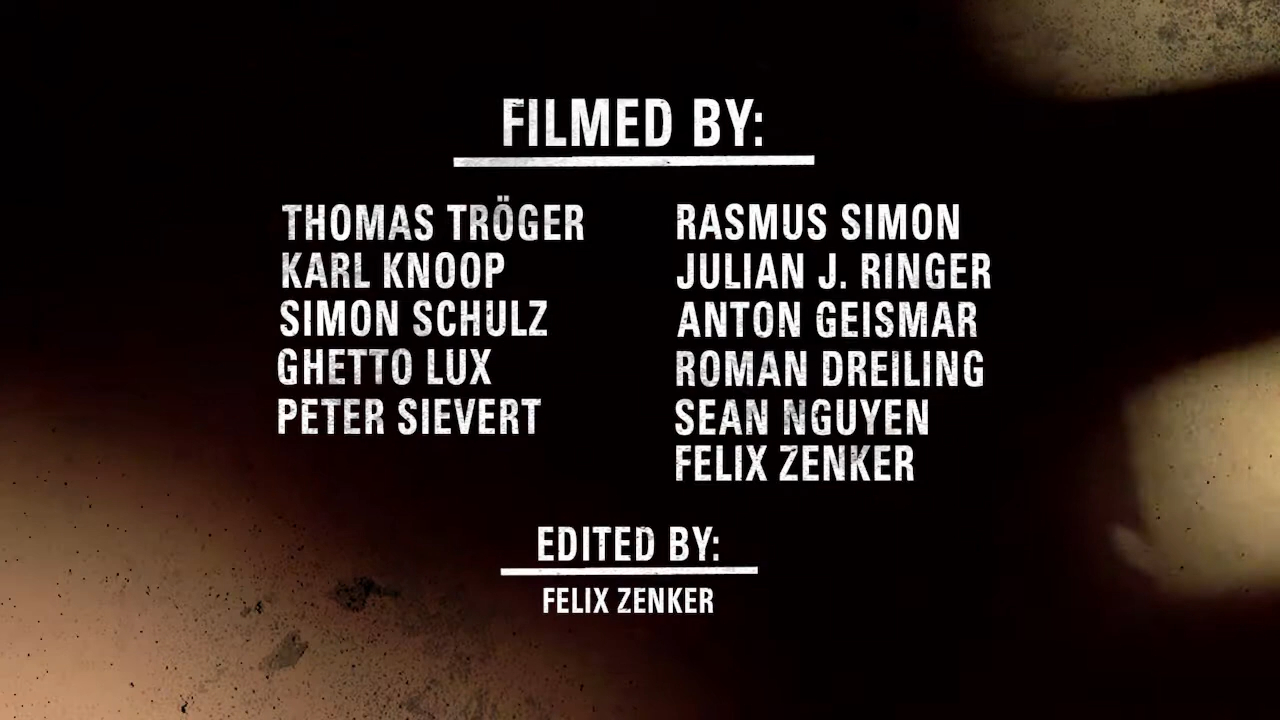 FILMED BY:
THOMAS TRÖGER
KARL KNOOP
SIMON SCHULZ
GHETTO LUX
PETER SIEVERT
RASMUS SIMON
JULIAN J. RINGER
ANTON GEISMAR
ROMAN DREILING
SEAN NGUYEN
FELIX ZENKER
EDITED BY:
FELIX ZENKER